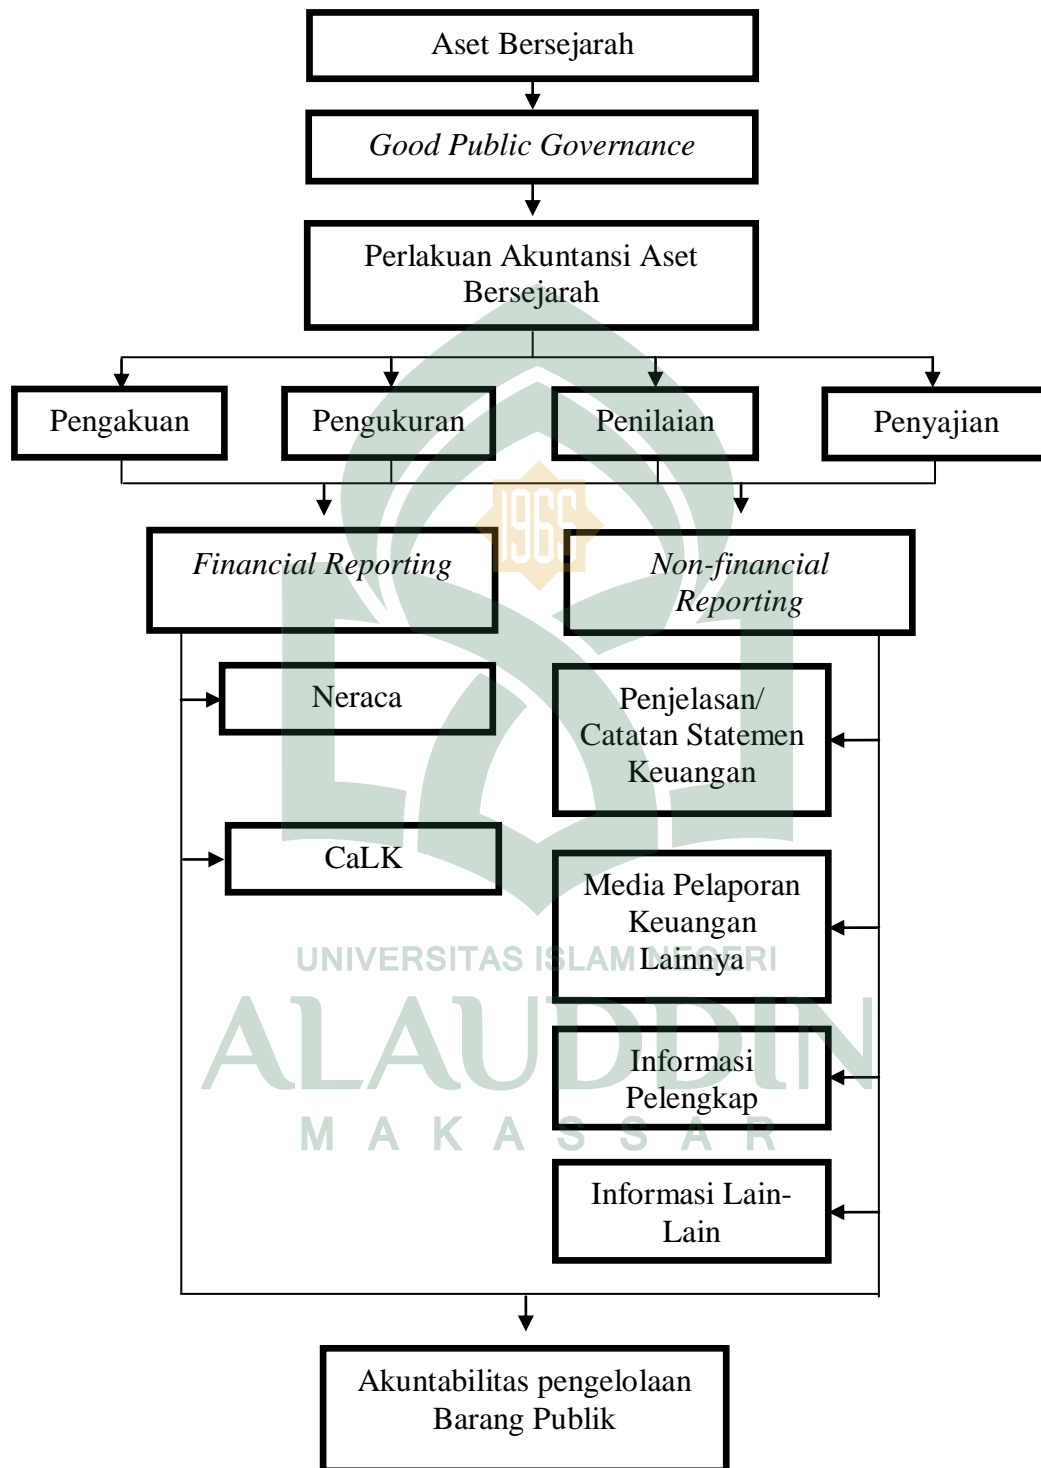 Aset Bersejarah
Good Public Governance
Perlakuan Akuntansi Aset
Bersejarah
Pengakuan
Pengukuran
Penilaian
Penyajian
1965
Financial Reporting
Non-financial
Reporting
Neraca
CaLK
Penjelasan/
Catatan Statemen
Keuangan
Media Pelaporan
Keuangan
Lainnya
UNIVERSITAS ISLAM NEGERI
ALAUDDIN
MAKASSAR
Informasi
Pelengkap
Informasi Lain-
Lain
Akuntabilitas pengelolaan
Barang Publik